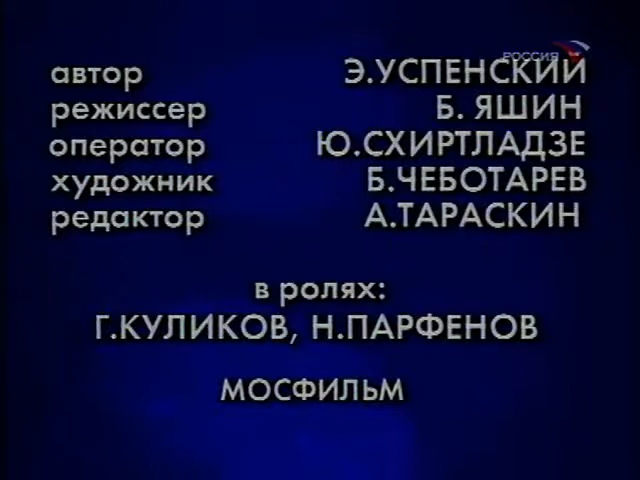 РОССИЯ
автор Э.УСПЕНСКИЙ
режиссер Б. ЯШИН
оператор Ю.СХИРТЛАДЗЕ
художник Б.ЧЕБОТАРЕВ
редактор А.ТАРАСКИН
в ролях:
Г.КУЛИКОВ, Н.ПАРФЕНОВ
МОСФИЛЬМ